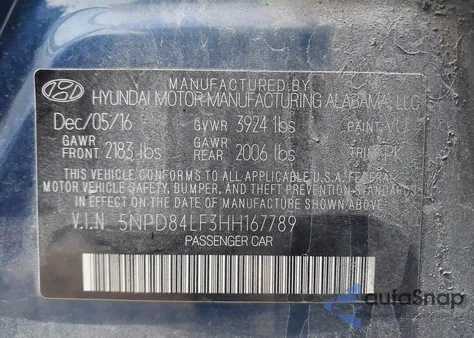 MANUFACTURED BY
HYUNDAI MOTOR MANUFACTURING ALABAMA, LLC
Dec/05/16 GVWR 3924 lbs PAINT
GAWR FRONT 2183 lbs GAWR REAR 2006 lbs TRIM
THIS VEHICLE CONFORMS TO ALL APPLICABLE U.S.A. FEDERAL
MOTOR VEHICLE SAFETY, BUMPER, AND THEFT PREVENTION STANDARDS
IN EFFECT ON THE DATE OF MANUFACTURE SHOWN ABOVE.
V.I.N 5NPD84LF3HH167789
PASSENGER CAR
autoSnap